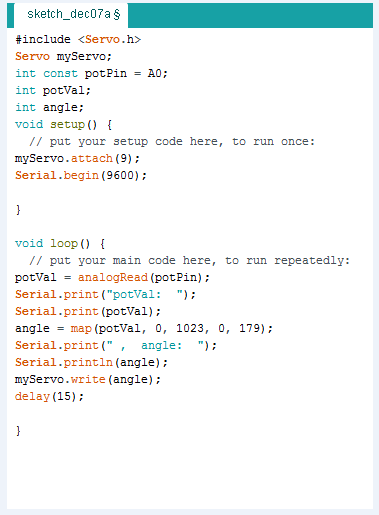 sketch_dec07a §
#include <Servo.h>
Servo myServo;
int const potPin = A0;
int potVal;
int angle;
void setup() {
  // put your setup code here, to run once:
myServo.attach(9);
Serial.begin(9600);

}

void loop() {
  // put your main code here, to run repeatedly:
potVal = analogRead(potPin);
Serial.print("potVal:  ");
Serial.print(potVal);
angle = map(potVal, 0, 1023, 0, 179);
Serial.print(" ,  angle:  ");
Serial.println(angle);
myServo.write(angle);
delay(15);

}